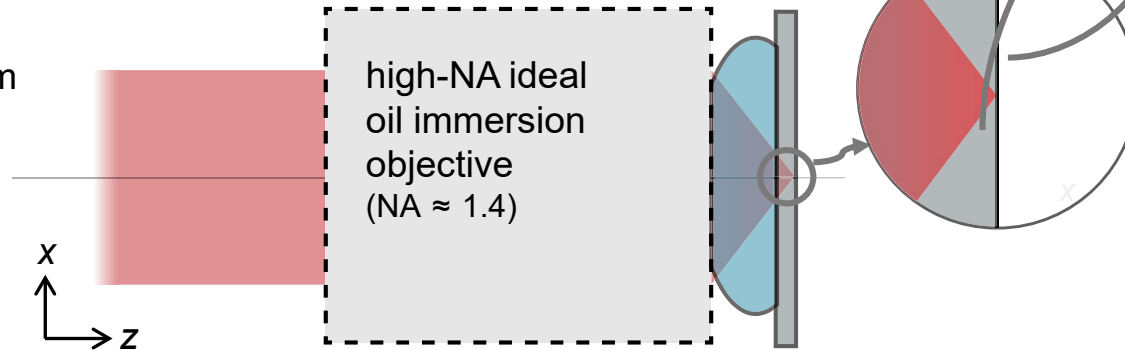 m
high-NA ideal
oil immersion
objective
(NA ≈ 1.4)
x
x
z